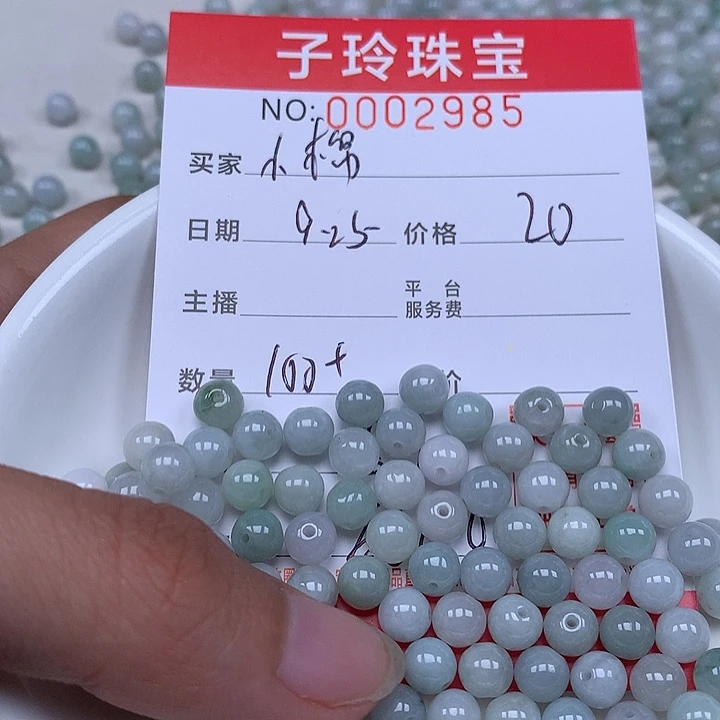 子玲珠宝
NO: 0002985
买家 小棉
日期 9-25 价格 20
主播 平台服务费
数量 100+ 价